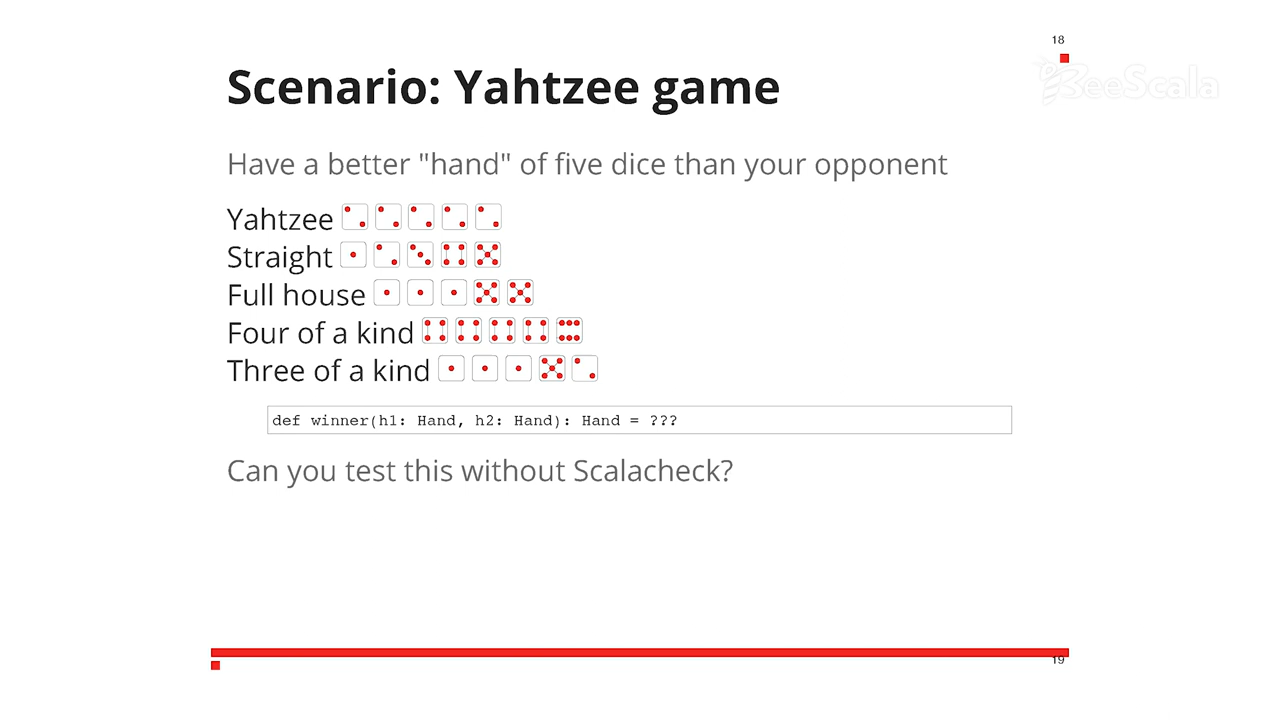 18
BeeScala
Scenario: Yahtzee game
Have a better "hand" of five dice than your opponent
Yahtzee
Straight
Full house
Four of a kind
Three of a kind
def winner(h1: Hand, h2: Hand): Hand = ???
Can you test this without Scalacheck?
19